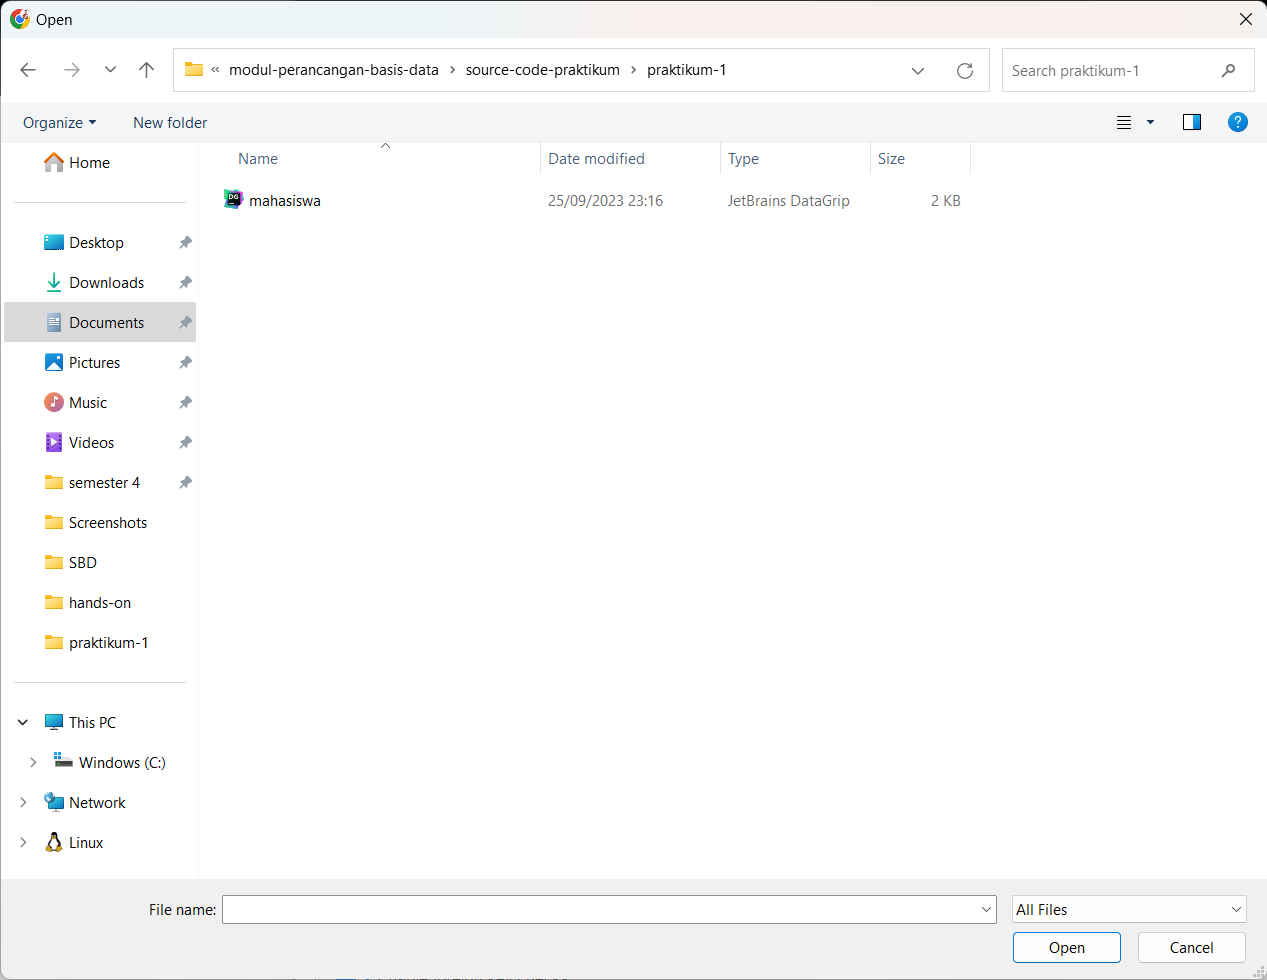 Open
« modul-perancangan-basis-data > source-code-praktikum > praktikum-1
Search praktikum-1
Organize
New folder
?
Name
Date modified
Type
Size
DG
mahasiswa
25/09/2023 23:16
JetBrains DataGrip
2 KB
Home
Desktop
Downloads
Documents
Pictures
Music
Videos
semester 4
Screenshots
SBD
hands-on
praktikum-1
This PC
Windows (C:)
Network
Linux
File name:
All Files
Open
Cancel